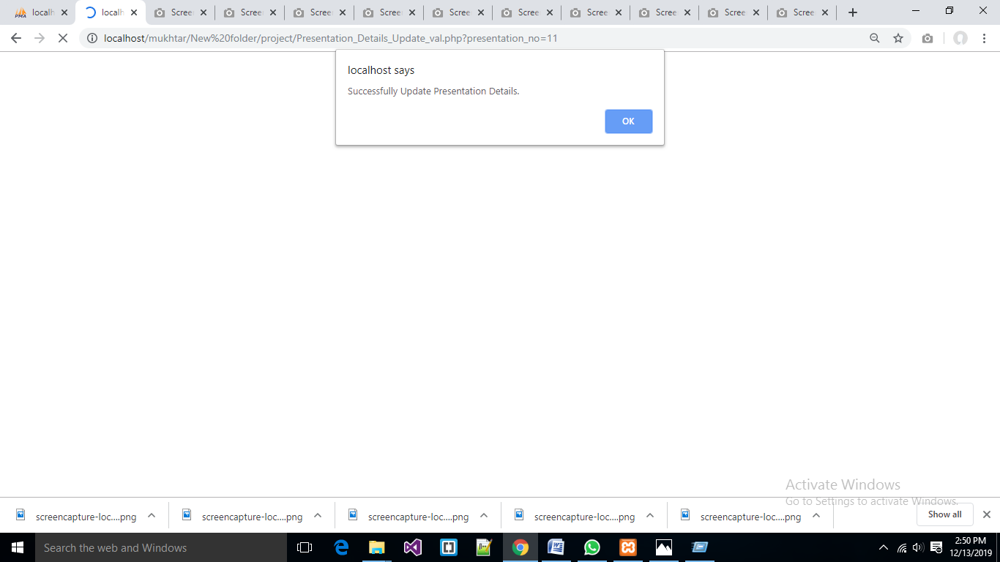 localh
localh
Scree
Scree
Scree
Scree
Scree
Scree
Scree
Scree
Scree
Scree
localhost/mukhtar/New%20folder/project/Presentation_Details_Update_val.php?presentation_no=11
localhost says
Successfully Update Presentation Details.
OK
Activate Windows
Go to Settings to activate Windows.
screencapture-loc....png
screencapture-loc....png
screencapture-loc....png
screencapture-loc....png
screencapture-loc....png
Show all
Search the web and Windows
2:50 PM
12/13/2019